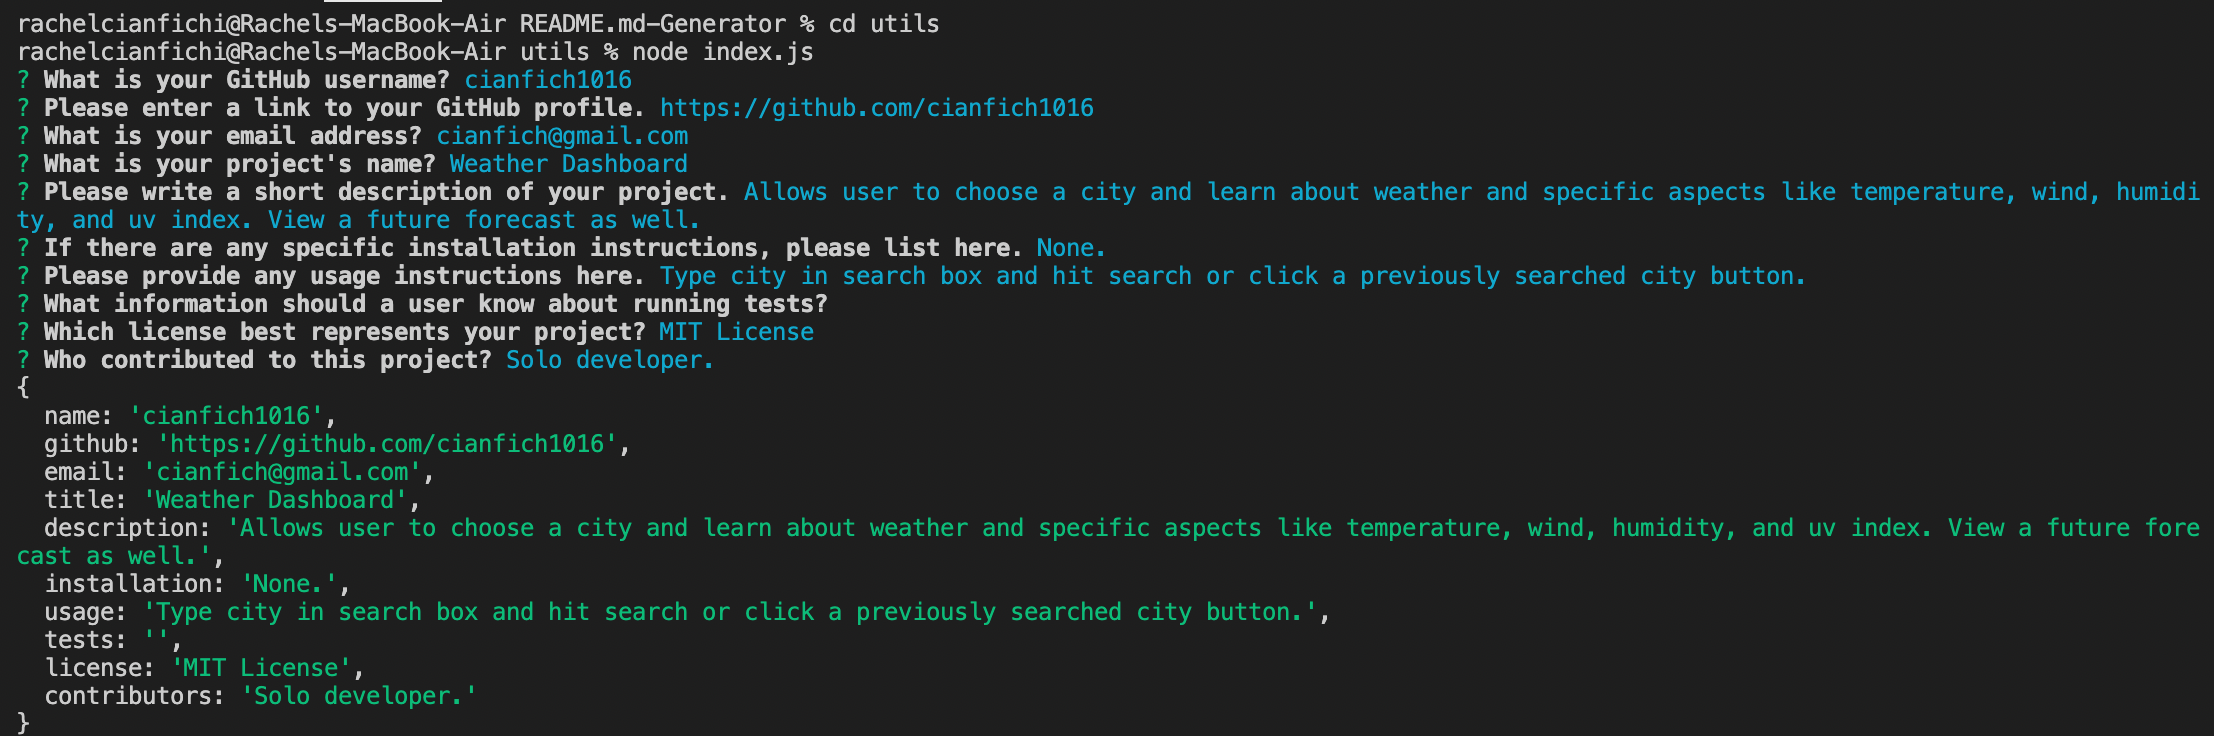 rachelcianfichi@Rachels-MacBook-Air README.md-Generator % cd utils
rachelcianfichi@Rachels-MacBook-Air utils % node index.js
? What is your GitHub username? cianfich1016
? Please enter a link to your GitHub profile. https://github.com/cianfich1016
? What is your email address? cianfich@gmail.com
? What is your project's name? Weather Dashboard
? Please write a short description of your project. Allows user to choose a city and learn about weather and specific aspects like temperature, wind, humidi
ty, and uv index. View a future forecast as well.
? If there are any specific installation instructions, please list here. None.
? Please provide any usage instructions here. Type city in search box and hit search or click a previously searched city button.
? What information should a user know about running tests?
? Which license best represents your project? MIT License
? Who contributed to this project? Solo developer.
{
  name: 'cianfich1016',
  github: 'https://github.com/cianfich1016',
  email: 'cianfich@gmail.com',
  title: 'Weather Dashboard',
  description: 'Allows user to choose a city and learn about weather and specific aspects like temperature, wind, humidity, and uv index. View a future fore
cast as well.',
  installation: 'None.',
  usage: 'Type city in search box and hit search or click a previously searched city button.',
  tests: '',
  license: 'MIT License',
  contributors: 'Solo developer.'
}